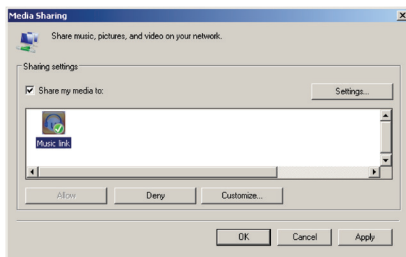 Media Sharing
Share music, pictures, and video on your network.
Sharing settings
Share my media to:
Settings...
Music link
Allow
Deny
Customize...
OK
Cancel
Apply